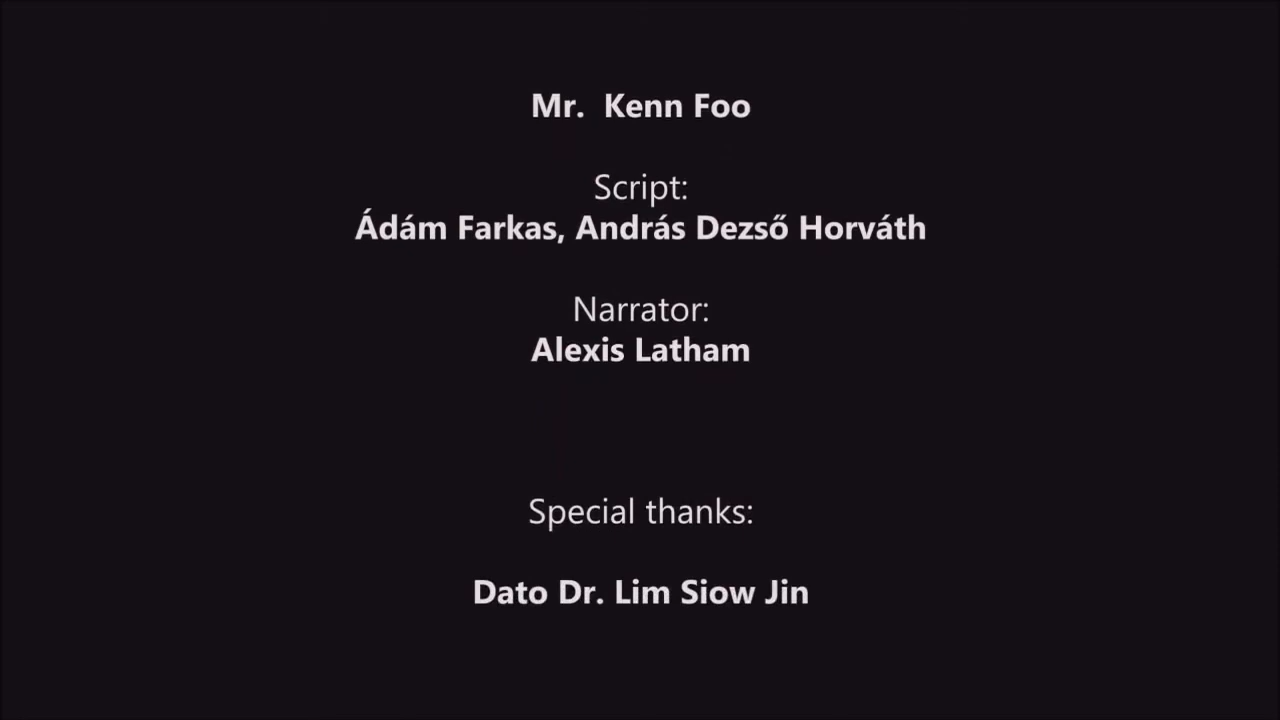 Mr.  Kenn Foo
Script:
Ádám Farkas, András Dezső Horváth
Narrator:
Alexis Latham
Special thanks:
Dato Dr. Lim Siow Jin